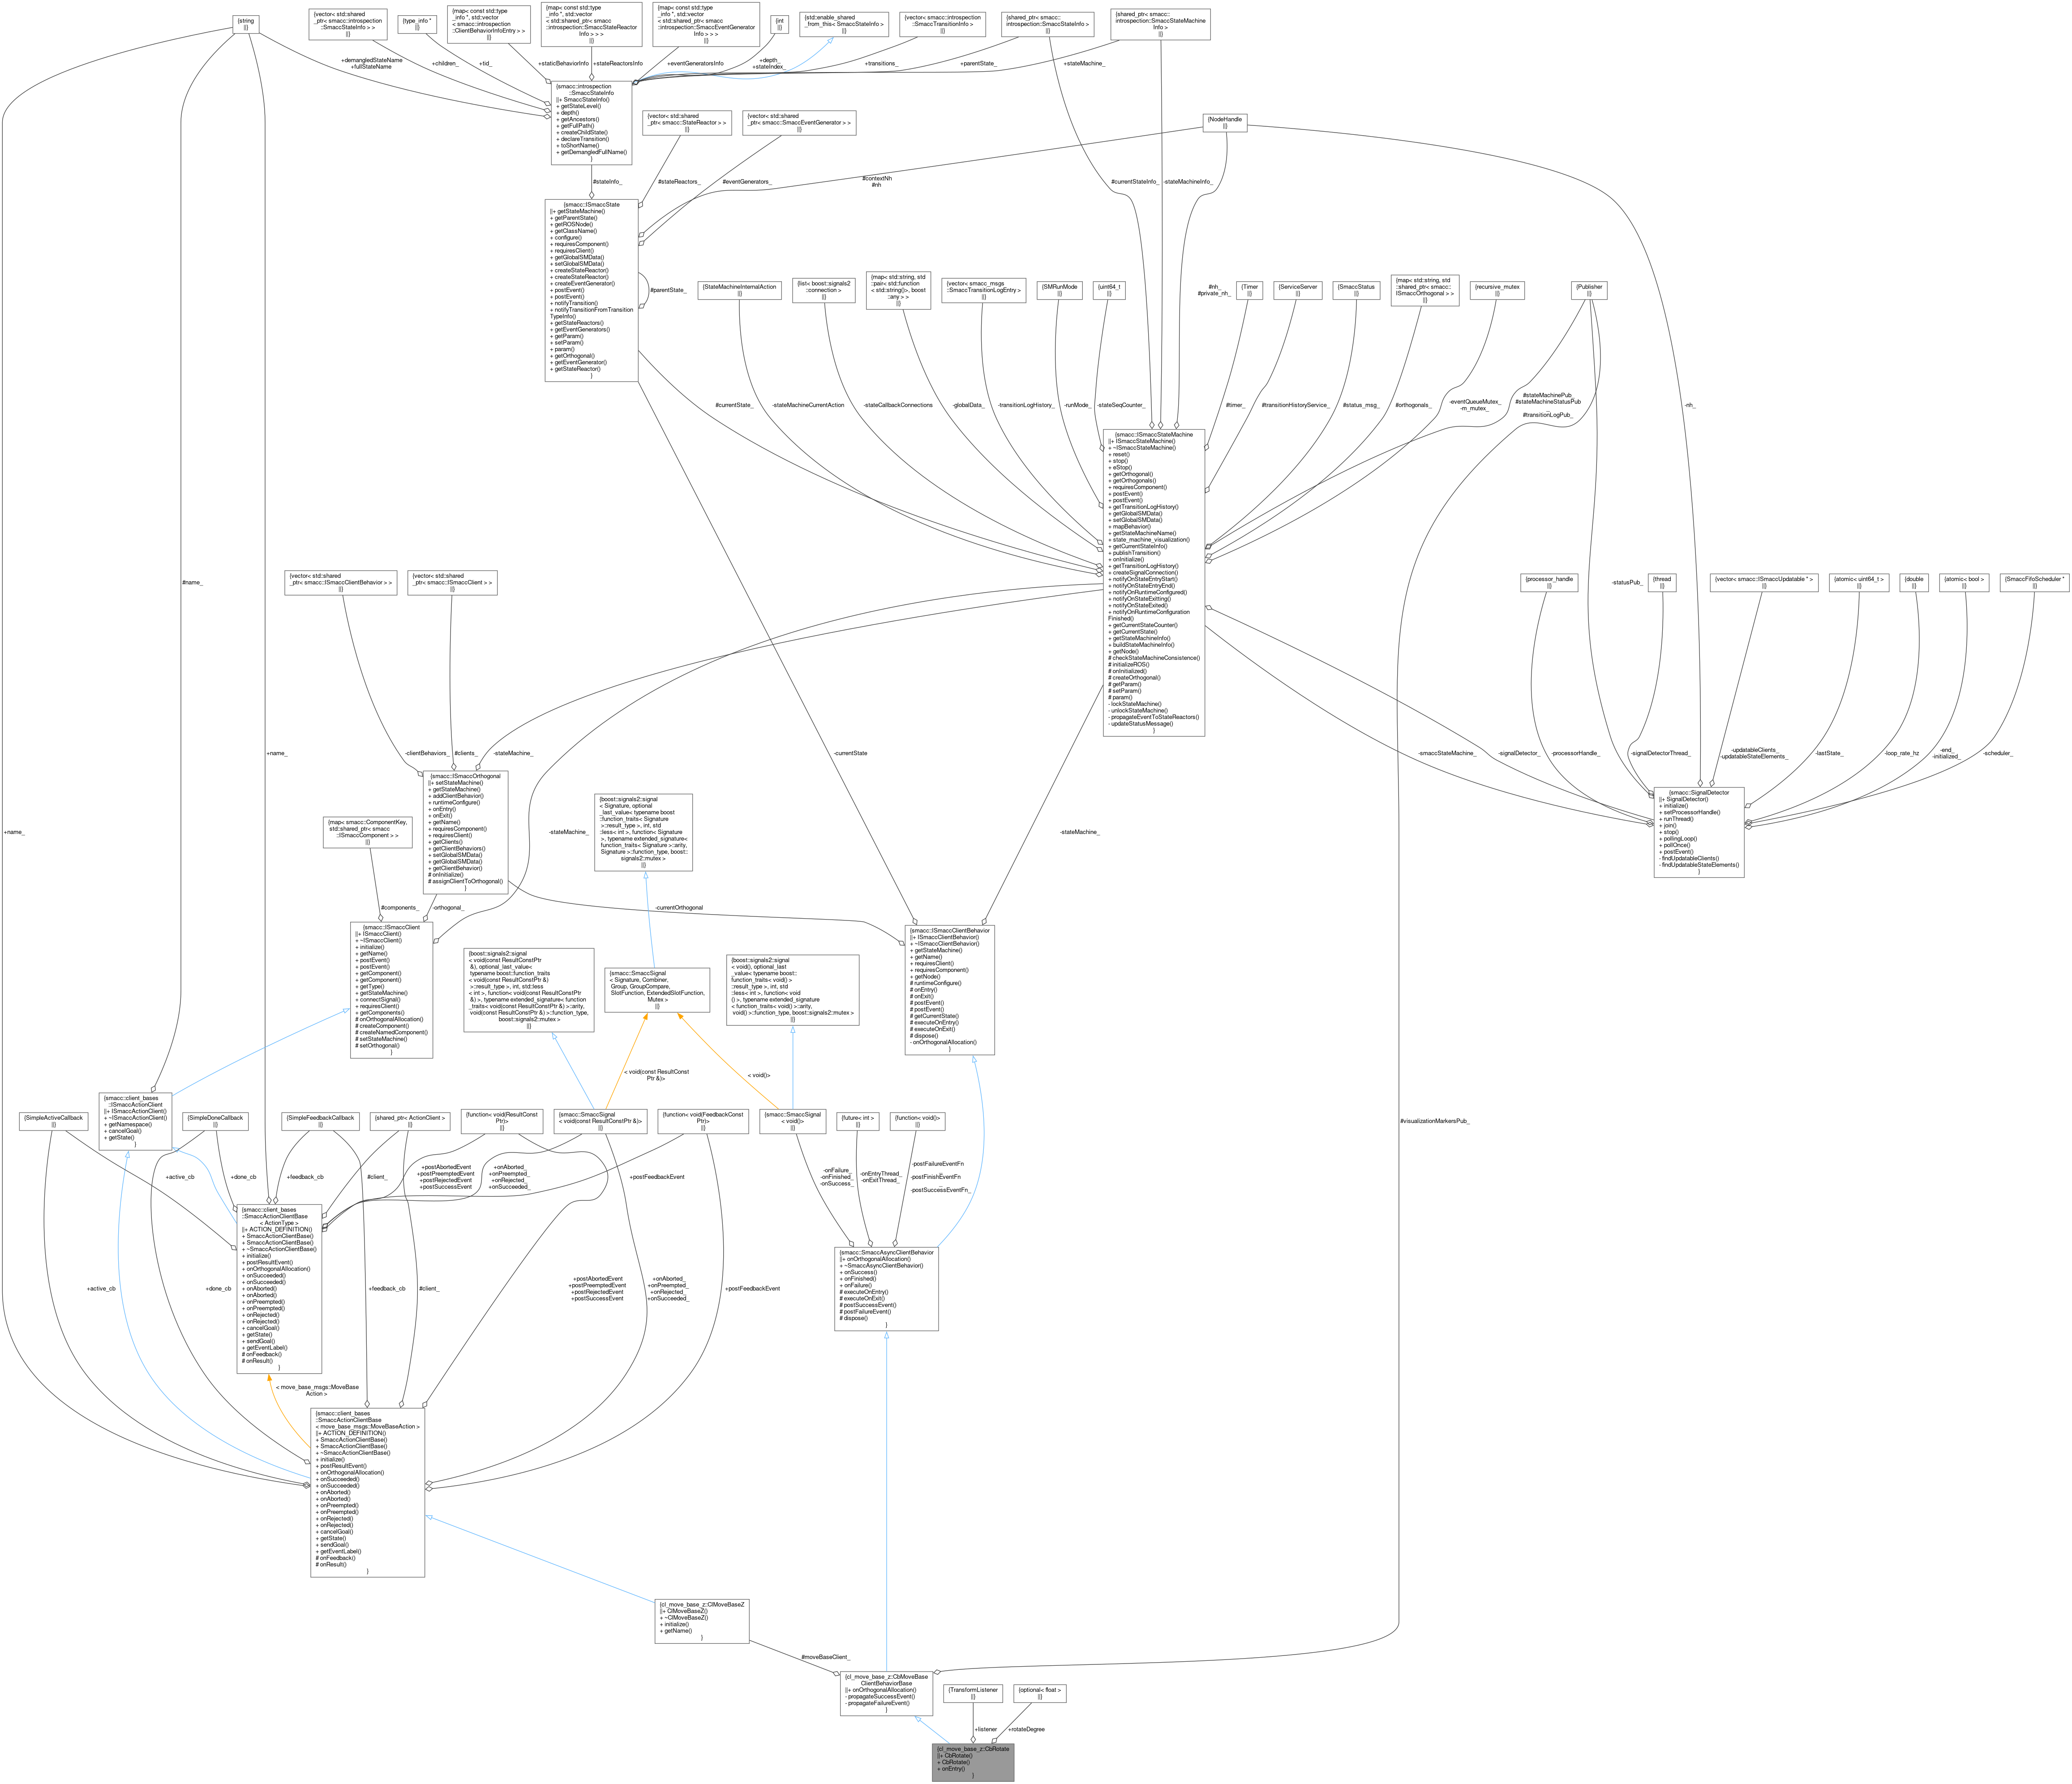 {string
||}
{vector< std::shared
_ptr< smacc::introspection
::SmaccStateInfo > >
||}
{type_info *
||}
{map< const std::type
_info *, std::vector
< smacc::introspection
::ClientBehaviorInfoEntry > >
||}
{map< const std::type
_info *, std::vector
< std::shared_ptr< smacc
::introspection::SmaccStateReactor
Info > > >
||}
{map< const std::type
_info *, std::vector
< std::shared_ptr< smacc
::introspection::SmaccEventGenerator
Info > > >
||}
{int
||}
{std::enable_shared
_from_this< SmaccStateInfo >
||}
{vector< smacc::introspection
::SmaccTransitionInfo >
||}
{shared_ptr< smacc::
introspection::SmaccStateInfo >
||}
{shared_ptr< smacc::
introspection::SmaccStateMachine
Info >
||}
+demangledStateName
+fullStateName
+children_
+tid_
+staticBehaviorInfo
+stateReactorsInfo
+eventGeneratorsInfo
+depth_
+stateIndex_
+transitions_
+parentState_
+stateMachine_
{smacc::introspection
::SmaccStateInfo
||+ SmaccStateInfo()
+ getStateLevel()
+ depth()
+ getAncestors()
+ getFullPath()
+ createChildState()
+ declareTransition()
+ toShortName()
+ getDemangledFullName()
}
{vector< std::shared
_ptr< smacc::StateReactor > >
||}
{vector< std::shared
_ptr< smacc::SmaccEventGenerator > >
||}
{NodeHandle
||}
#stateInfo_
#stateReactors_
#eventGenerators_
#contextNh
#nh
#currentStateInfo_
-stateMachineInfo_
{smacc::ISmaccState
||+ getStateMachine()
+ getParentState()
+ getROSNode()
+ getClassName()
+ configure()
+ requiresComponent()
+ requiresClient()
+ getGlobalSMData()
+ setGlobalSMData()
+ createStateReactor()
+ createStateReactor()
+ createEventGenerator()
+ postEvent()
+ postEvent()
+ notifyTransition()
+ notifyTransitionFromTransition
TypeInfo()
+ getStateReactors()
+ getEventGenerators()
+ getParam()
+ setParam()
+ param()
+ getOrthogonal()
+ getEventGenerator()
+ getStateReactor()
}
#parentState_
{StateMachineInternalAction
||}
{list< boost::signals2
::connection >
||}
{map< std::string, std
::pair< std::function
< std::string()>, boost
::any > >
||}
{vector< smacc_msgs
::SmaccTransitionLogEntry >
||}
{SMRunMode
||}
{uint64_t
||}
#nh_
#private_nh_
{Timer
||}
{ServiceServer
||}
{SmaccStatus
||}
{map< std::string, std
::shared_ptr< smacc::
ISmaccOrthogonal > >
||}
{recursive_mutex
||}
{Publisher
||}
#currentState_
-stateMachineCurrentAction
-stateCallbackConnections
-globalData_
-transitionLogHistory_
-runMode_
-stateSeqCounter_
#timer_
#transitionHistoryService_
#status_msg_
#orthogonals_
-eventQueueMutex_
-m_mutex_
#stateMachinePub_
#stateMachineStatusPub
_
#transitionLogPub_
-nh_
{smacc::ISmaccStateMachine
||+ ISmaccStateMachine()
+ ~ISmaccStateMachine()
+ reset()
+ stop()
+ eStop()
+ getOrthogonal()
+ getOrthogonals()
+ requiresComponent()
+ postEvent()
+ postEvent()
+ getTransitionLogHistory()
+ getGlobalSMData()
+ setGlobalSMData()
+ mapBehavior()
+ getStateMachineName()
+ state_machine_visualization()
+ getCurrentStateInfo()
+ publishTransition()
+ onInitialize()
+ getTransitionLogHistory()
+ createSignalConnection()
+ notifyOnStateEntryStart()
+ notifyOnStateEntryEnd()
+ notifyOnRuntimeConfigured()
+ notifyOnStateExitting()
+ notifyOnStateExited()
+ notifyOnRuntimeConfiguration
Finished()
+ getCurrentStateCounter()
+ getCurrentState()
+ getStateMachineInfo()
+ buildStateMachineInfo()
+ getNode()
# checkStateMachineConsistence()
# initializeROS()
# onInitialized()
# createOrthogonal()
# getParam()
# setParam()
# param()
- lockStateMachine()
- unlockStateMachine()
- propagateEventToStateReactors()
- updateStatusMessage()
}
#name_
{vector< std::shared
_ptr< smacc::ISmaccClientBehavior > >
||}
{vector< std::shared
_ptr< smacc::ISmaccClient > >
||}
-statusPub_
{processor_handle
||}
{thread
||}
{vector< smacc::ISmaccUpdatable * >
||}
{atomic< uint64_t >
||}
{double
||}
{atomic< bool >
||}
{SmaccFifoScheduler *
||}
+name_
-clientBehaviors_
#clients_
-stateMachine_
-currentState
-smaccStateMachine_
-signalDetector_
-processorHandle_
-signalDetectorThread_
-updatableClients_
-updatableStateElements_
-lastState_
-loop_rate_hz
-end_
-initialized_
-scheduler_
{smacc::ISmaccOrthogonal
||+ setStateMachine()
+ getStateMachine()
+ addClientBehavior()
+ runtimeConfigure()
+ onEntry()
+ onExit()
+ getName()
+ requiresComponent()
+ requiresClient()
+ getClients()
+ getClientBehaviors()
+ setGlobalSMData()
+ getGlobalSMData()
+ getClientBehavior()
# onInitialize()
# assignClientToOrthogonal()
}
{smacc::SignalDetector
||+ SignalDetector()
+ initialize()
+ setProcessorHandle()
+ runThread()
+ join()
+ stop()
+ pollingLoop()
+ pollOnce()
+ postEvent()
- findUpdatableClients()
- findUpdatableStateElements()
}
{map< smacc::ComponentKey,
std::shared_ptr< smacc
::ISmaccComponent > >
||}
{boost::signals2::signal
< Signature, optional
_last_value< typename boost
::function_traits< Signature
>::result_type >, int, std
::less< int >, function< Signature
>, typename extended_signature<
function_traits< Signature >::arity,
Signature >::function_type, boost::
signals2::mutex >
||}
+name_
-stateMachine_
-stateMachine_
#components_
-orthogonal_
-currentOrthogonal
{smacc::ISmaccClient
||+ ISmaccClient()
+ ~ISmaccClient()
+ initialize()
+ getName()
+ postEvent()
+ postEvent()
+ getComponent()
+ getComponent()
+ getType()
+ getStateMachine()
+ connectSignal()
+ requiresClient()
+ getComponents()
# onOrthogonalAllocation()
# createComponent()
# createNamedComponent()
# setStateMachine()
# setOrthogonal()
}
{boost::signals2::signal
< void(const ResultConstPtr
&), optional_last_value<
typename boost::function_traits
< void(const ResultConstPtr &)
>::result_type >, int, std::less
< int >, function< void(const ResultConstPtr
&) >, typename extended_signature< function
_traits< void(const ResultConstPtr &) >::arity,
void(const ResultConstPtr &) >::function_type,
boost::signals2::mutex >
||}
{smacc::SmaccSignal
< Signature, Combiner,
Group, GroupCompare,
SlotFunction, ExtendedSlotFunction,
Mutex >
||}
{boost::signals2::signal
< void(), optional_last
_value< typename boost::
function_traits< void() >
::result_type >, int, std
::less< int >, function< void
() >, typename extended_signature
< function_traits< void() >::arity,
void() >::function_type, boost::signals2::mutex >
||}
{smacc::ISmaccClientBehavior
||+ ISmaccClientBehavior()
+ ~ISmaccClientBehavior()
+ getStateMachine()
+ getName()
+ requiresClient()
+ requiresComponent()
+ getNode()
# runtimeConfigure()
# onEntry()
# onExit()
# postEvent()
# postEvent()
# getCurrentState()
# executeOnEntry()
# executeOnExit()
# dispose()
- onOrthogonalAllocation()
}
< void(const ResultConst
Ptr &)>
< void()>
{smacc::client_bases
::ISmaccActionClient
||+ ISmaccActionClient()
+ ~ISmaccActionClient()
+ getNamespace()
+ cancelGoal()
+ getState()
}
{SimpleActiveCallback
||}
{SimpleDoneCallback
||}
{SimpleFeedbackCallback
||}
{shared_ptr< ActionClient >
||}
{function< void(ResultConst
Ptr)>
||}
{smacc::SmaccSignal
< void(const ResultConstPtr &)>
||}
{function< void(FeedbackConst
Ptr)>
||}
{smacc::SmaccSignal
< void()>
||}
{future< int >
||}
{function< void()>
||}
#visualizationMarkersPub_
+active_cb
+done_cb
+feedback_cb
#client_
+postAbortedEvent
+postPreemptedEvent
+postRejectedEvent
+postSuccessEvent
+onAborted_
+onPreempted_
+onRejected_
+onSucceeded_
+postFeedbackEvent
-onFailure_
-onFinished_
-onSuccess_
-onEntryThread_
-onExitThread_
-postFailureEventFn
_
-postFinishEventFn
_
-postSuccessEventFn_
{smacc::client_bases
::SmaccActionClientBase
< ActionType >
||+ ACTION_DEFINITION()
+ SmaccActionClientBase()
+ SmaccActionClientBase()
+ ~SmaccActionClientBase()
+ initialize()
+ postResultEvent()
+ onOrthogonalAllocation()
+ onSucceeded()
+ onSucceeded()
+ onAborted()
+ onAborted()
+ onPreempted()
+ onPreempted()
+ onRejected()
+ onRejected()
+ cancelGoal()
+ getState()
+ sendGoal()
+ getEventLabel()
# onFeedback()
# onResult()
}
{smacc::SmaccAsyncClientBehavior
||+ onOrthogonalAllocation()
+ ~SmaccAsyncClientBehavior()
+ onSuccess()
+ onFinished()
+ onFailure()
# executeOnEntry()
# executeOnExit()
# postSuccessEvent()
# postFailureEvent()
# dispose()
}
+active_cb
+done_cb
+feedback_cb
#client_
+postAbortedEvent
+postPreemptedEvent
+postRejectedEvent
+postSuccessEvent
+onAborted_
+onPreempted_
+onRejected_
+onSucceeded_
+postFeedbackEvent
< move_base_msgs::MoveBase
Action >
{smacc::client_bases
::SmaccActionClientBase
< move_base_msgs::MoveBaseAction >
||+ ACTION_DEFINITION()
+ SmaccActionClientBase()
+ SmaccActionClientBase()
+ ~SmaccActionClientBase()
+ initialize()
+ postResultEvent()
+ onOrthogonalAllocation()
+ onSucceeded()
+ onSucceeded()
+ onAborted()
+ onAborted()
+ onPreempted()
+ onPreempted()
+ onRejected()
+ onRejected()
+ cancelGoal()
+ getState()
+ sendGoal()
+ getEventLabel()
# onFeedback()
# onResult()
}
{cl_move_base_z::ClMoveBaseZ
||+ ClMoveBaseZ()
+ ~ClMoveBaseZ()
+ initialize()
+ getName()
}
#moveBaseClient_
{cl_move_base_z::CbMoveBase
ClientBehaviorBase
||+ onOrthogonalAllocation()
- propagateSuccessEvent()
- propagateFailureEvent()
}
{TransformListener
||}
{optional< float >
||}
+listener
+rotateDegree
{cl_move_base_z::CbRotate
||+ CbRotate()
+ CbRotate()
+ onEntry()
}